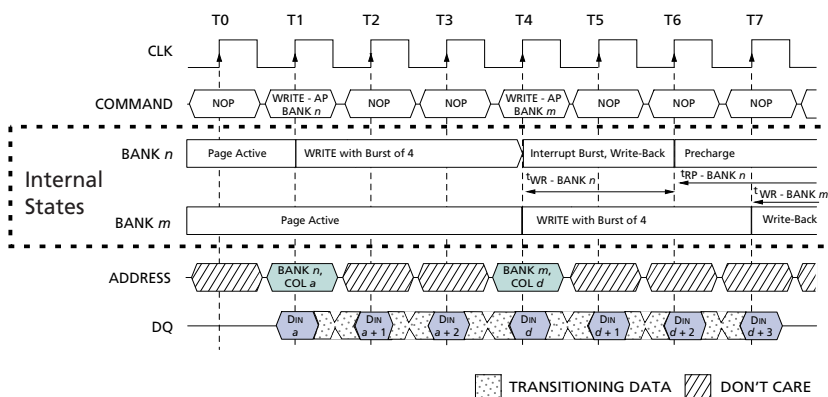 T0 T1 T2 T3 T4 T5 T6 T7
CLK
COMMAND NOP WRITE - AP BANK n NOP NOP WRITE - AP BANK m NOP NOP NOP
Internal States
BANK n Page Active WRITE with Burst of 4 Interrupt Burst, Write-Back Precharge
tWR - BANK n tRP - BANK n
tWR - BANK m
BANK m Page Active WRITE with Burst of 4 Write-Back
ADDRESS BANK n, COL a BANK m, COL d
DQ DIN a DIN a + 1 DIN a + 2 DIN d DIN d + 1 DIN d + 2 DIN d + 3
TRANSITIONING DATA DON'T CARE